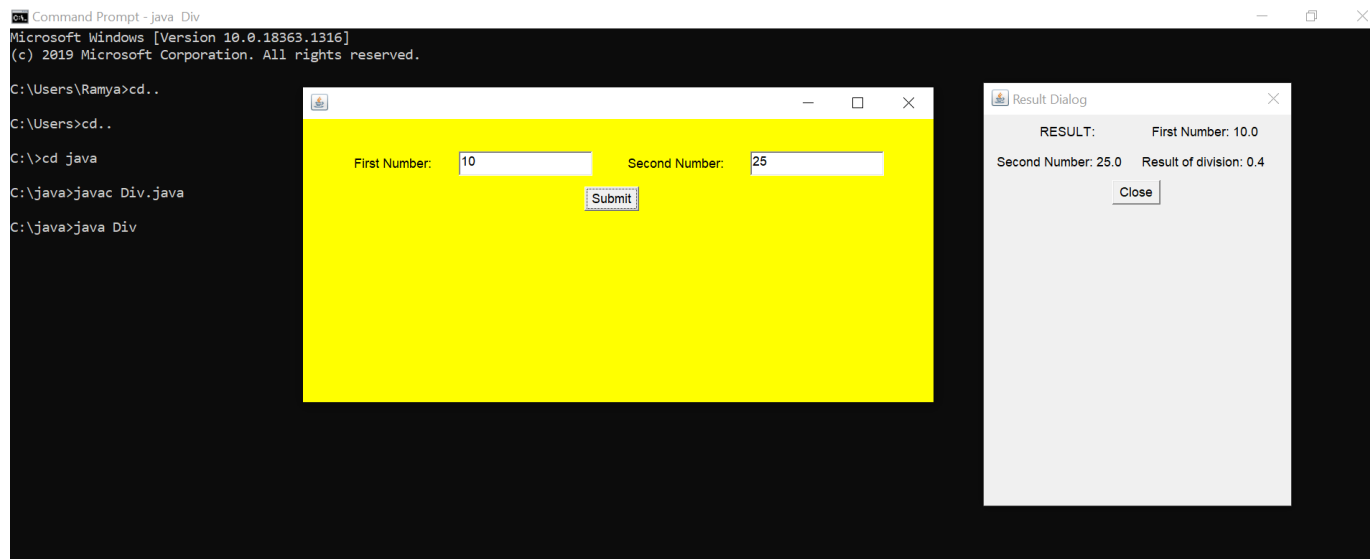 Command Prompt - java  Div
Microsoft Windows [Version 10.0.18363.1316]
(c) 2019 Microsoft Corporation. All rights reserved.
C:\Users\Ramya>cd..
C:\Users>cd..
C:\>cd java
C:\java>javac Div.java
C:\java>java Div
First Number: 10 Second Number: 25
Submit
Result Dialog
RESULT: First Number: 10.0
Second Number: 25.0 Result of division: 0.4
Close